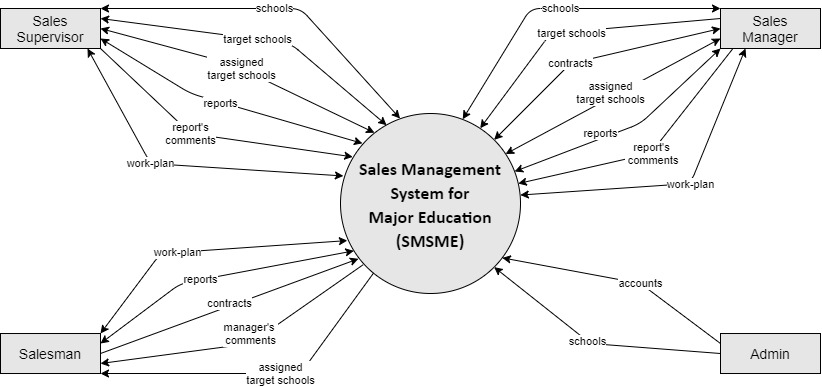 schools
schools
Sales
Supervisor
Sales
Manager
target schools
target schools
assigned
target schools
contracts
assigned
target schools
reports
reports
report's
comments
report's
comments
work-plan
work-plan
Sales Management
System for
Major Education
(SMSME)
work-plan
reports
accounts
contracts
manager's
comments
schools
Salesman
Admin
assigned
target schools